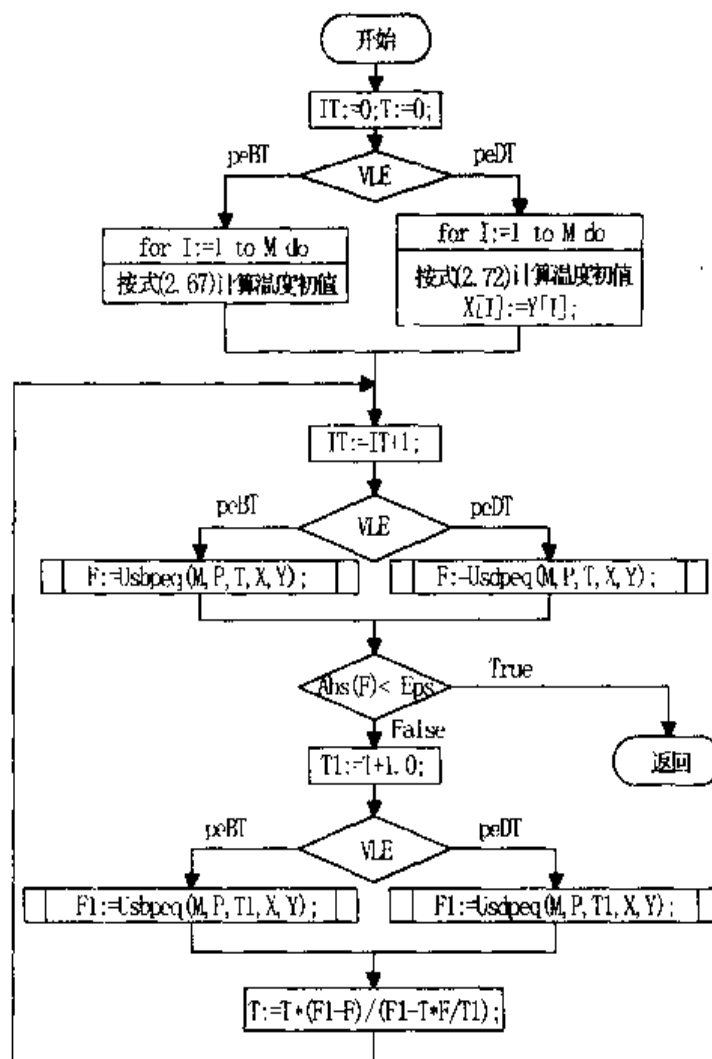 开始
IT:=0;T:=0;
peBT
VLE
peDT
for I:=1 to M do
按式(2.67)计算温度初值
for I:=1 to M do
按式(2.72)计算温度初值
X[I]:=Y[I];
IT:=IT+1;
peBT
VLE
peDT
F:=Usbpeq(M,P,T,X,Y);
F:=Usdpeq(M,P,T,X,Y);
Abs(F)< Eps
True
False
T1:=T+1.0;
返回
peBT
VLE
peDT
F1:=Usbpeq(M,P,T1,X,Y);
F1:=Usdpeq(M,P,T1,X,Y);
T:=T*(F1-F)/(F1-T*F/T1);